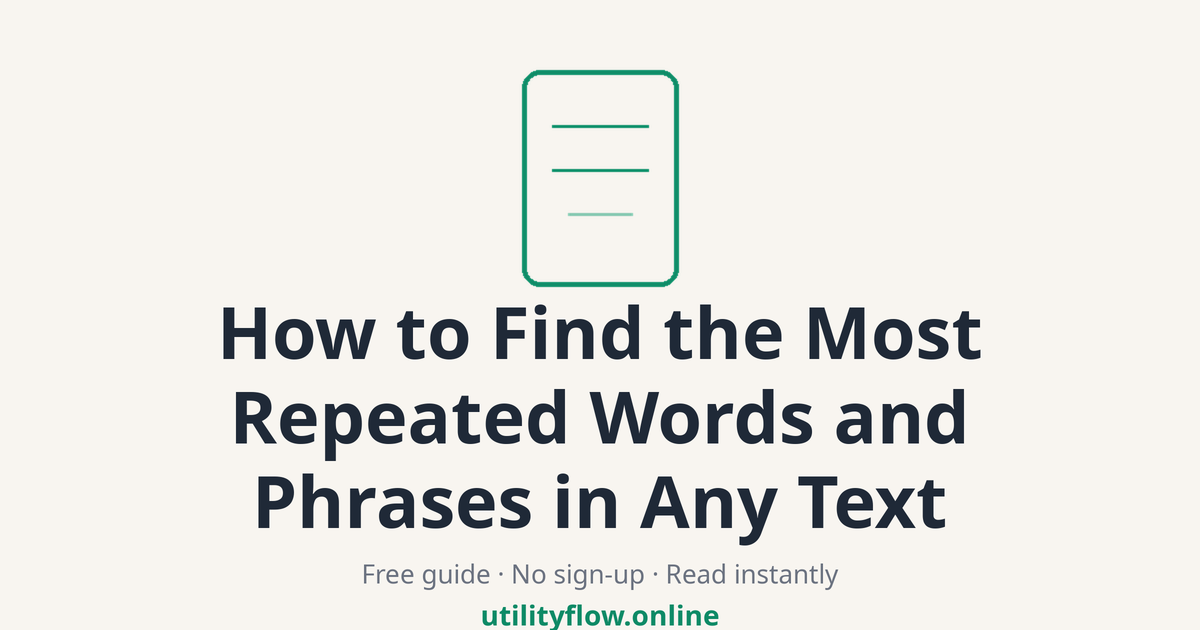 How to Find the Most
Repeated Words and
Phrases in Any Text
Free guide · No sign-up · Read instantly
utilityflow.online